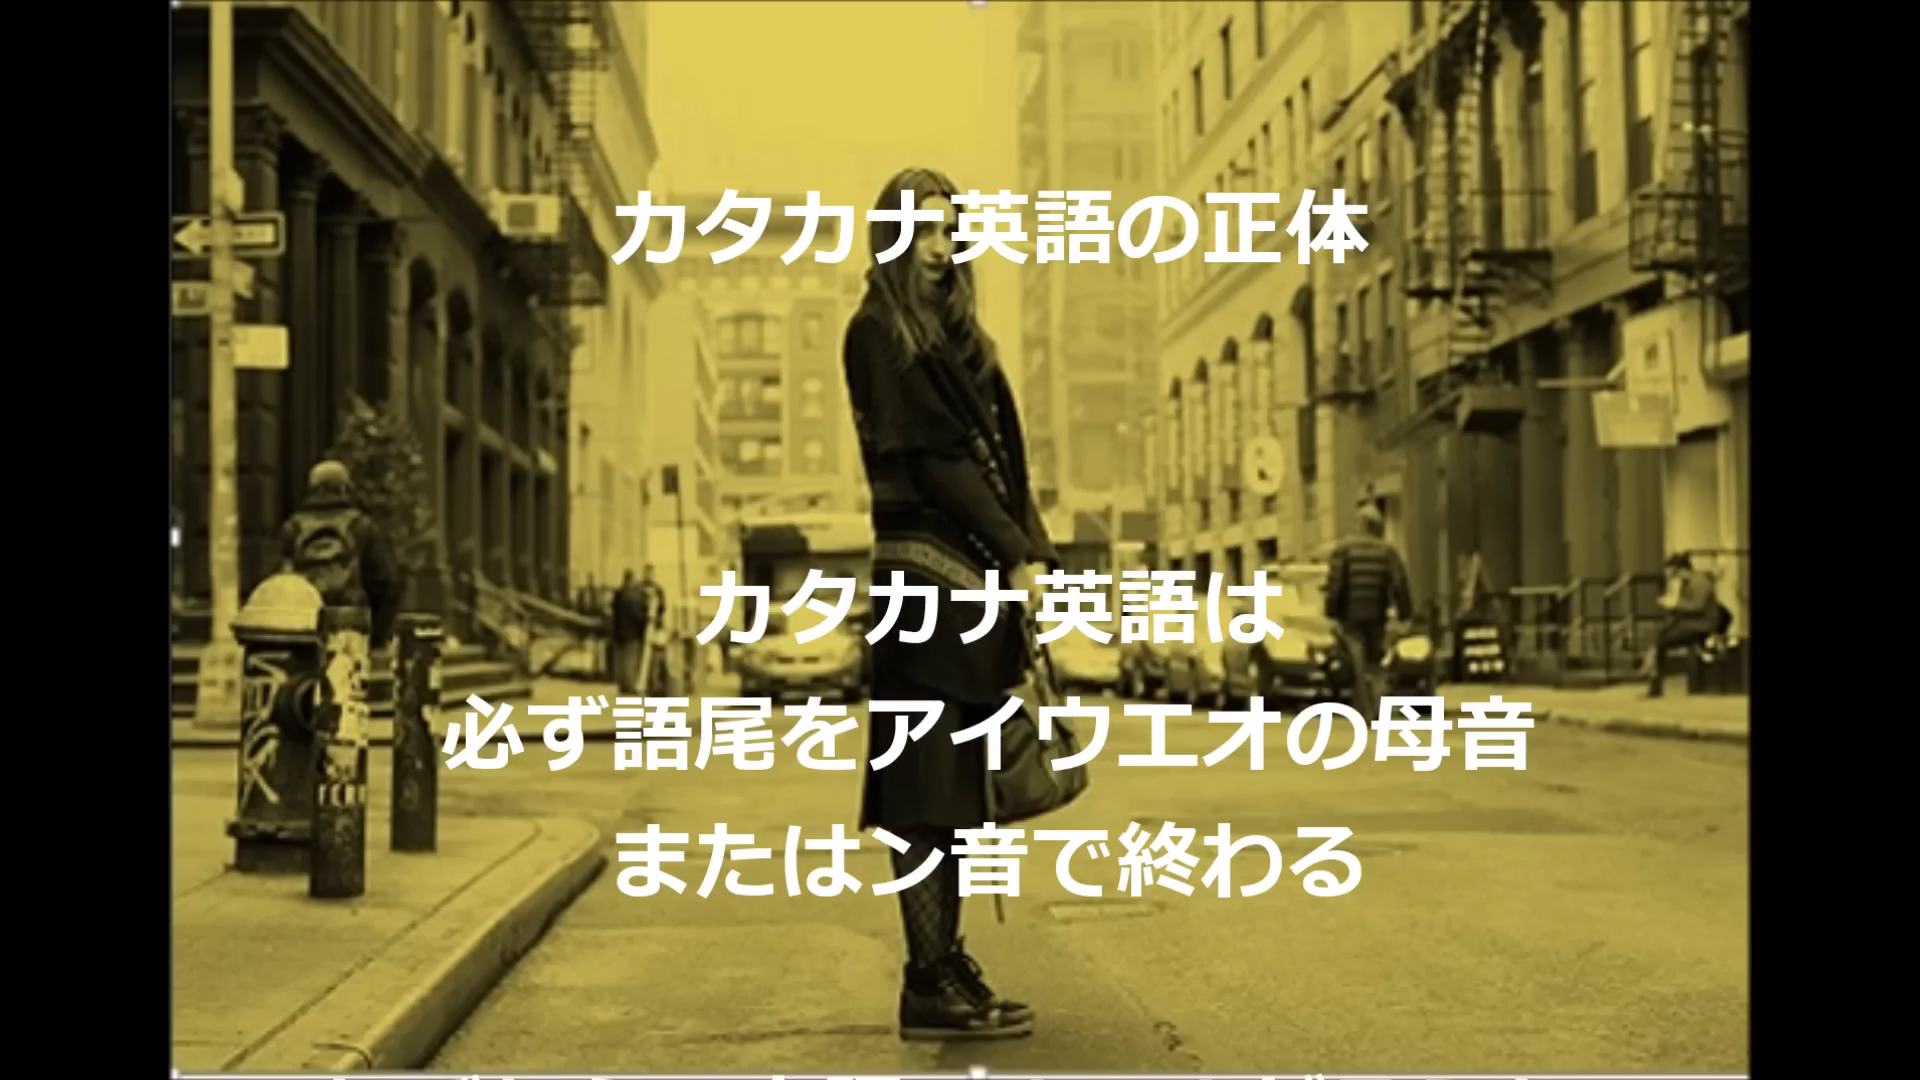 カタカナ英語の正体
カタカナ英語は
必ず語尾をアイウエオの母音
またはン音で終わる